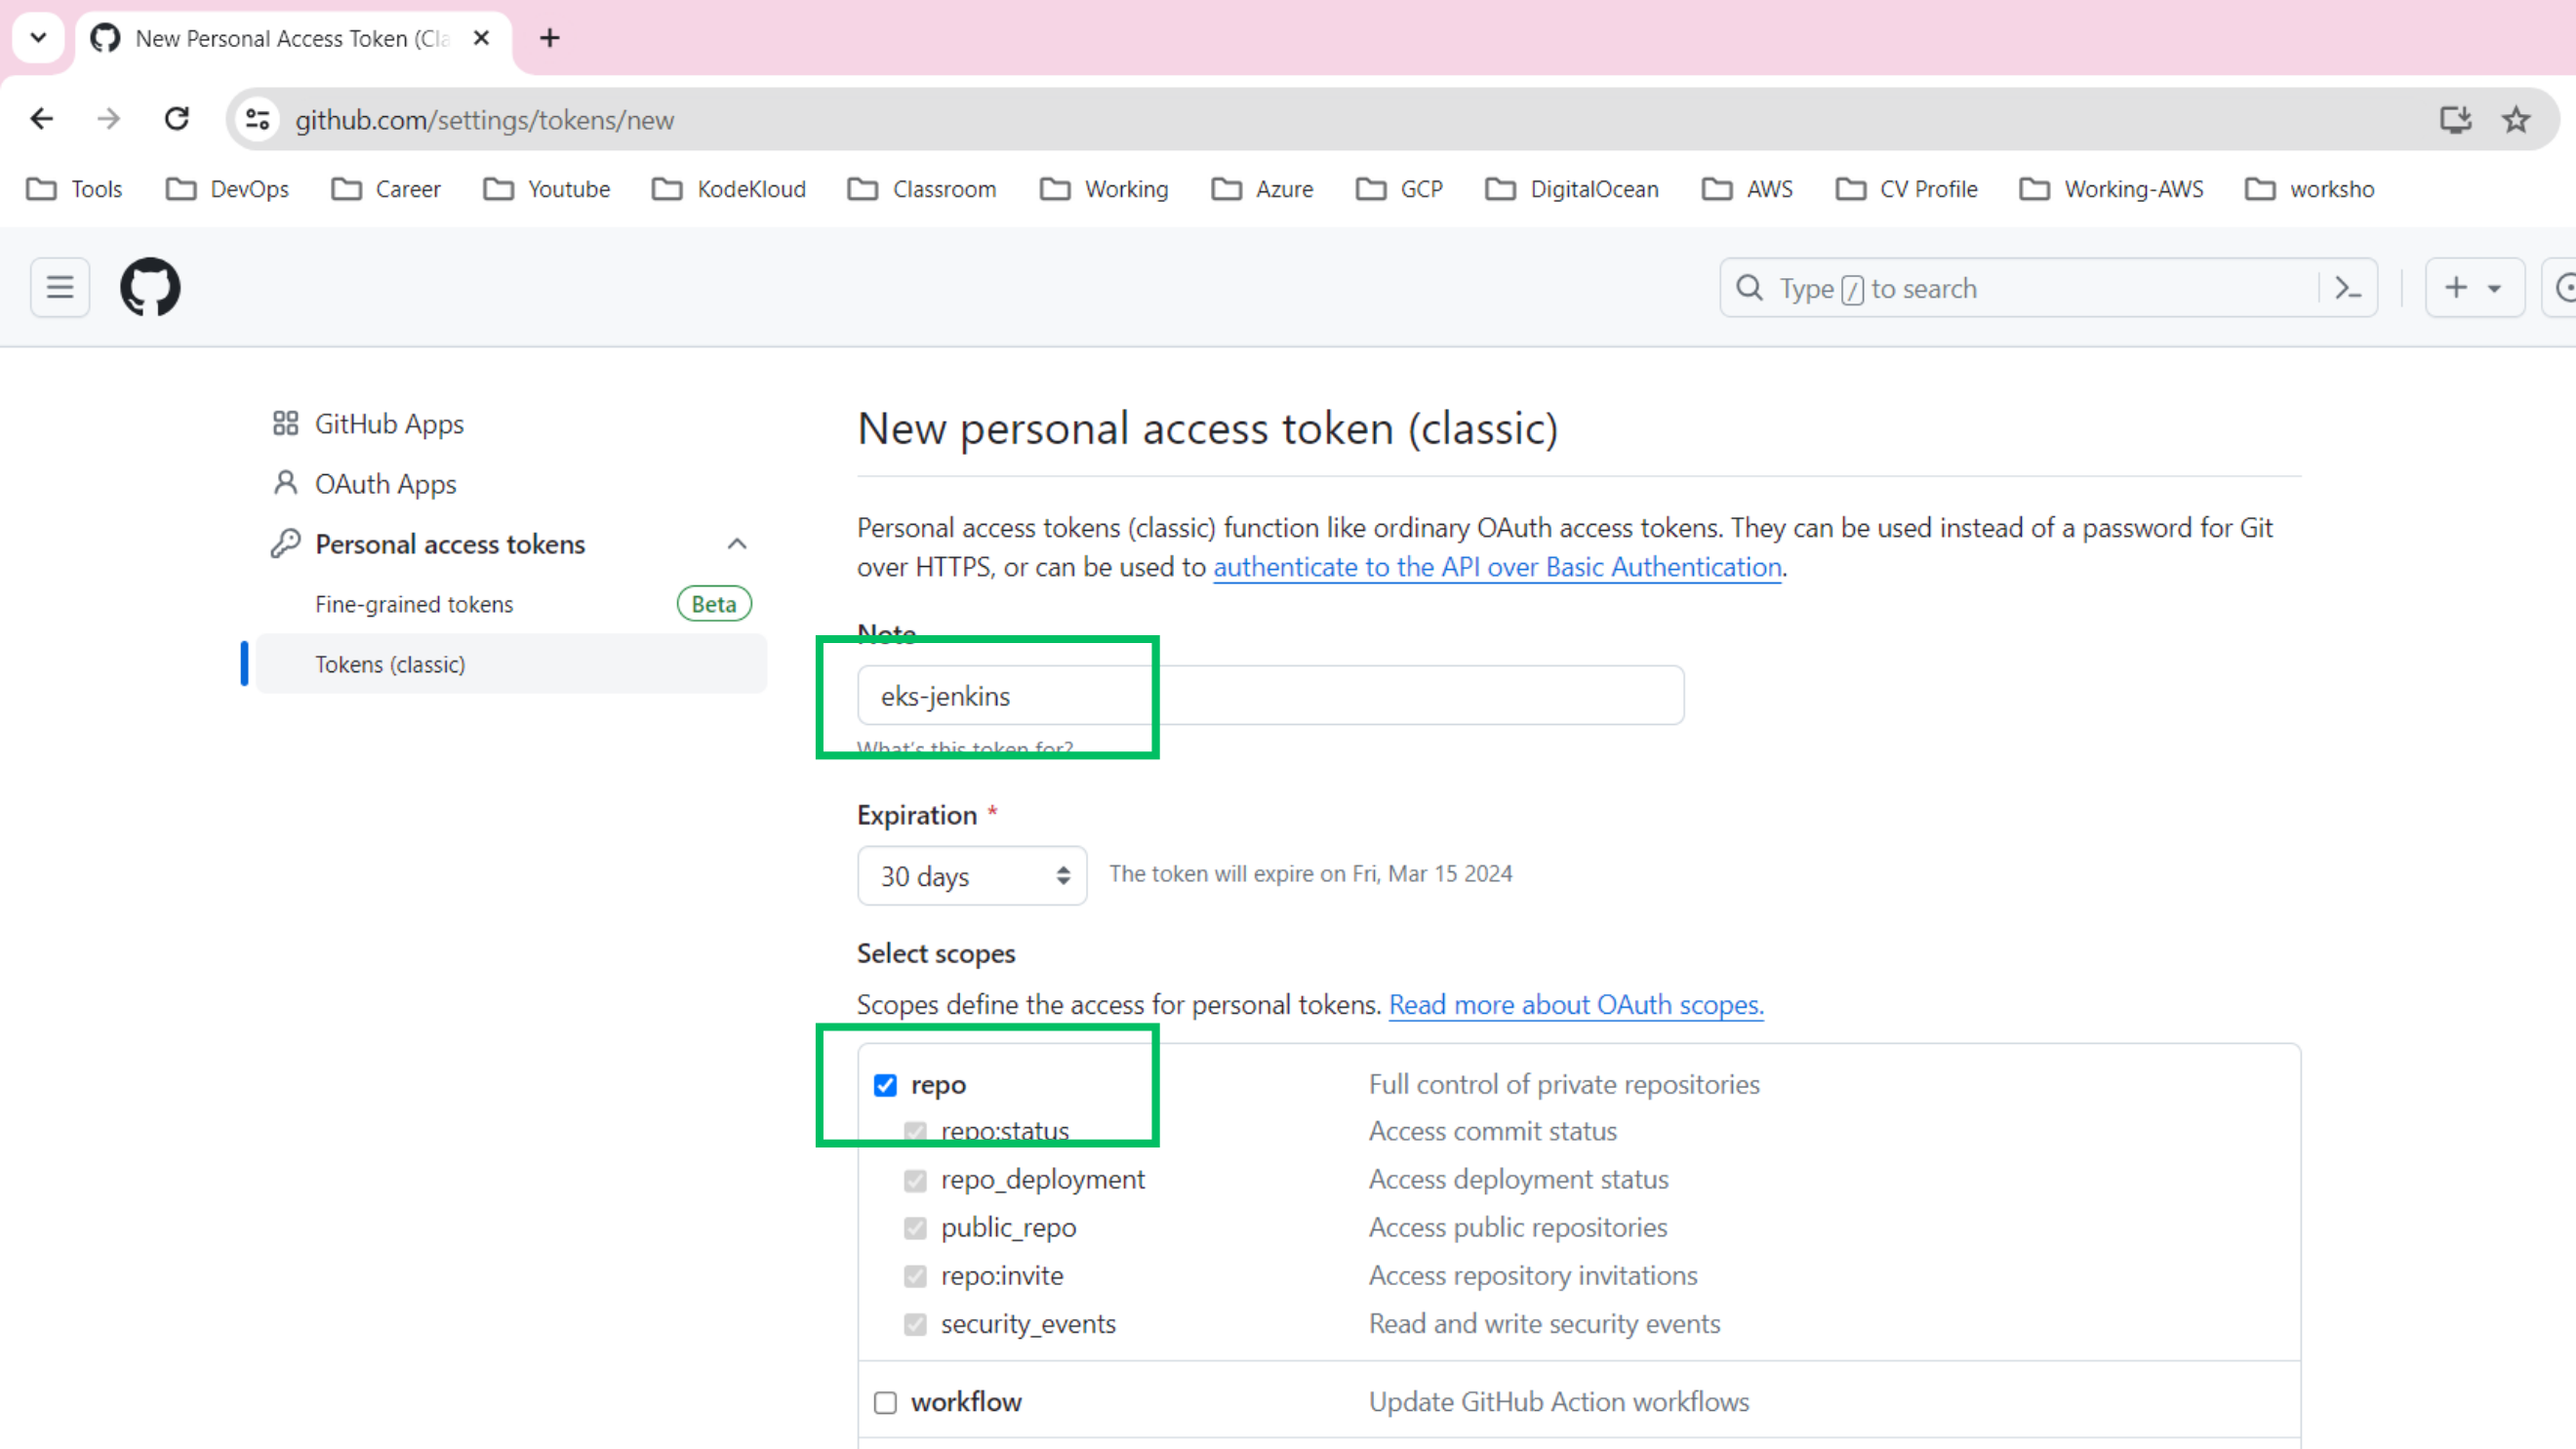 New Personal Access Token (Cla
github.com/settings/tokens/new
Tools DevOps Career Youtube KodeKloud Classroom Working Azure GCP DigitalOcean AWS CV Profile Working-AWS worksho
Type / to search
GitHub Apps
OAuth Apps
Personal access tokens
Fine-grained tokens Beta
Tokens (classic)
New personal access token (classic)
Personal access tokens (classic) function like ordinary OAuth access tokens. They can be used instead of a password for Git
over HTTPS, or can be used to authenticate to the API over Basic Authentication.
Note
eks-jenkins
What's this token for?
Expiration *
30 days The token will expire on Fri, Mar 15 2024
Select scopes
Scopes define the access for personal tokens. Read more about OAuth scopes.
repo Full control of private repositories
repo:status Access commit status
repo_deployment Access deployment status
public_repo Access public repositories
repo:invite Access repository invitations
security_events Read and write security events
workflow Update GitHub Action workflows